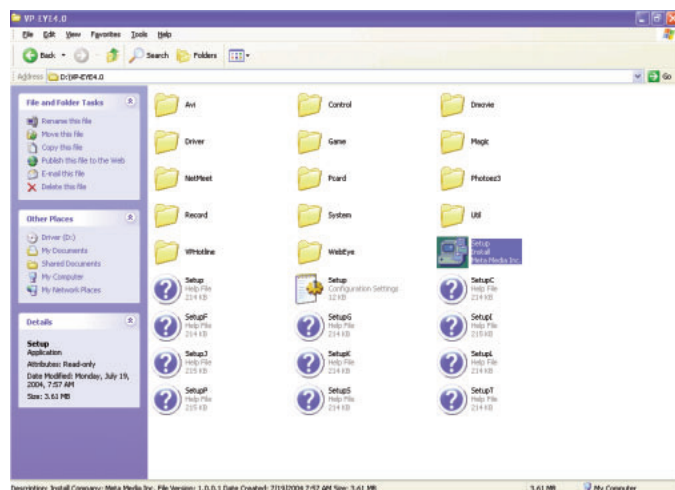 VP-EYE4.0
File Edit View Favorites Tools Help
Back Search Folders
Address D:\VP-EYE4.0 Go
File and Folder Tasks
Rename this file
Move this file
Copy this file
Publish this file to the Web
E-mail this file
Delete this file
Other Places
Driver (D:)
My Documents
Shared Documents
My Computer
My Network Places
Details
Setup
Application
Attributes: Read-only
Date Modified: Monday, July 19,
2004, 7:57 AM
Size: 3.61 MB
Avi Control Dmovie
Driver Game Magic
NetMeet Pcard Photoez3
Record System Util
VPHotline WebEye
Setup
Install
Meta Media Inc.
Setup
Help File
214 KB
Setup
Configuration Settings
12 KB
SetupC
Help File
214 KB
SetupF
Help File
214 KB
SetupG
Help File
214 KB
Help File
214 KB
SetupJ
Help File
215 KB
SetupK
Help File
214 KB
SetupL
Help File
214 KB
SetupP
Help File
215 KB
SetupS
Help File
214 KB
SetupT
Help File
214 KB
Description: Install Company: Meta Media Inc. File Version: 1.0.0.1 Date Created: 7/19/2004 7:57 AM Size: 3.61 MB 3.61 MB My Computer